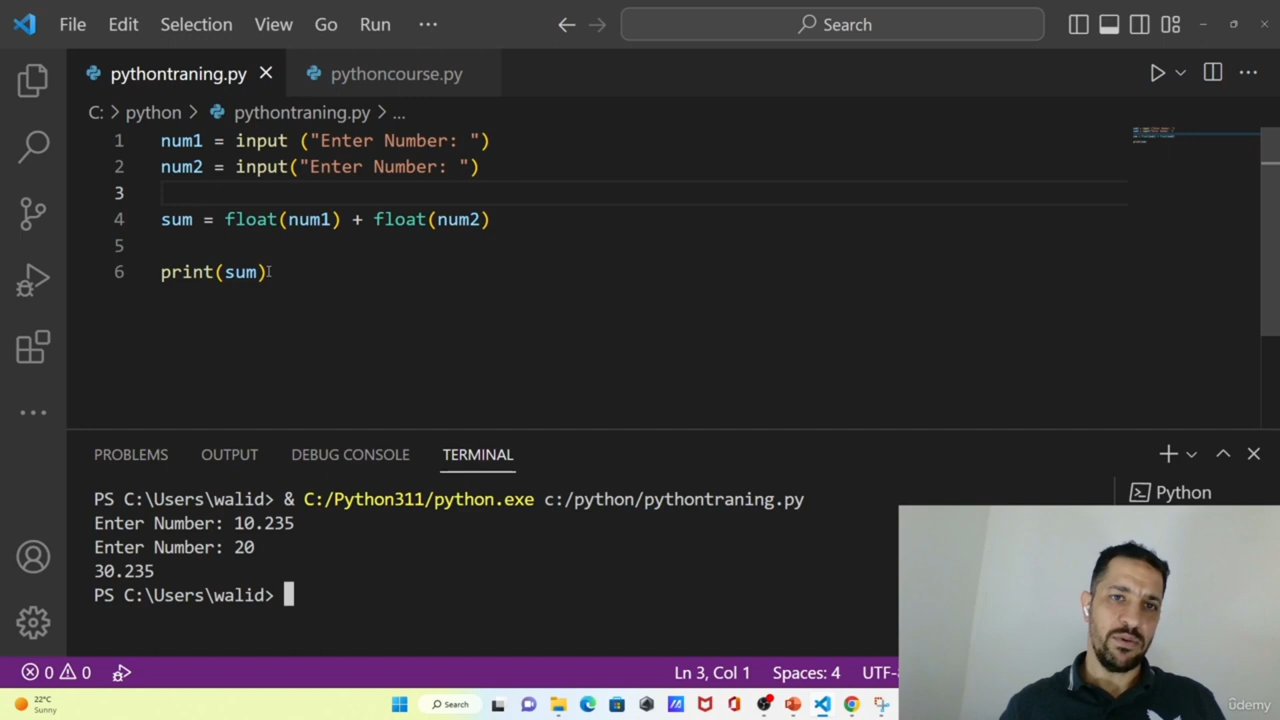 File Edit Selection View Go Run ··· Search
pythontraning.py pythoncourse.py
C: > python > pythontraning.py > ...
1 num1 = input ("Enter Number: ")
2 num2 = input("Enter Number: ")
3
4 sum = float(num1) + float(num2)
5
6 print(sum)
PROBLEMS OUTPUT DEBUG CONSOLE TERMINAL
PS C:\Users\walid> & C:/Python311/python.exe c:/python/pythontraning.py
Python
Enter Number: 10.235
Enter Number: 20
30.235
PS C:\Users\walid>
0 0 Ln 3, Col 1 Spaces: 4 UTF-8
22°C
Sunny
Search
ûdemy